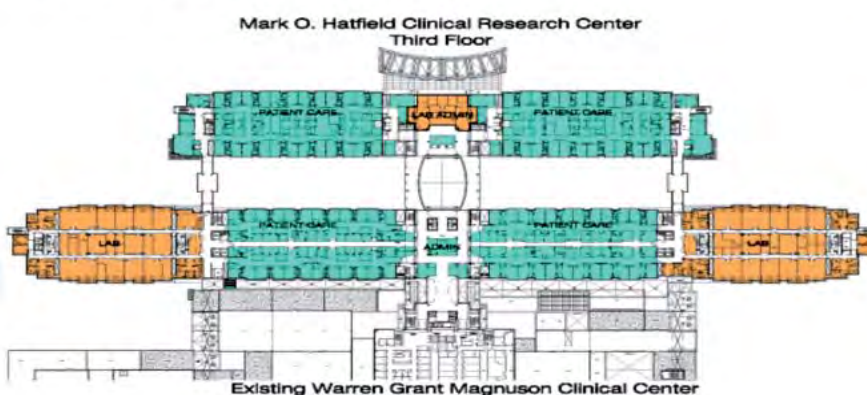 Mark O. Hatfield Clinical Research Center
Third Floor
PATIENT CARE
LAB ADMIN
PATIENT CARE
LAB
PATIENT CARE
ADMIN
PATIENT CARE
LAB
Existing Warren Grant Magnuson Clinical Center